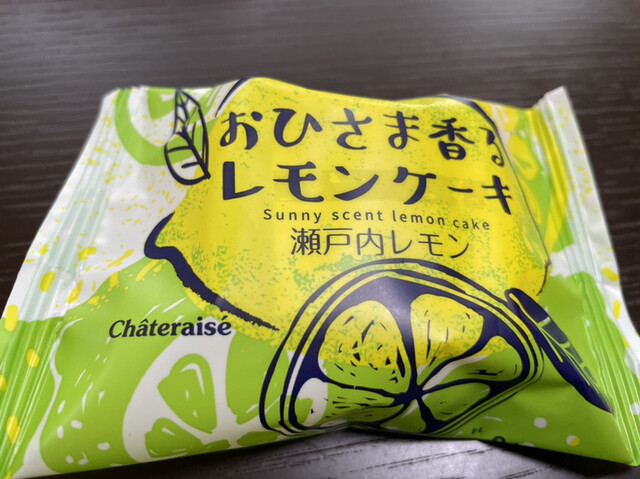 おひさま香る
レモンケーキ
Sunny scent lemon cake
瀬戸内レモン
Châteraisé